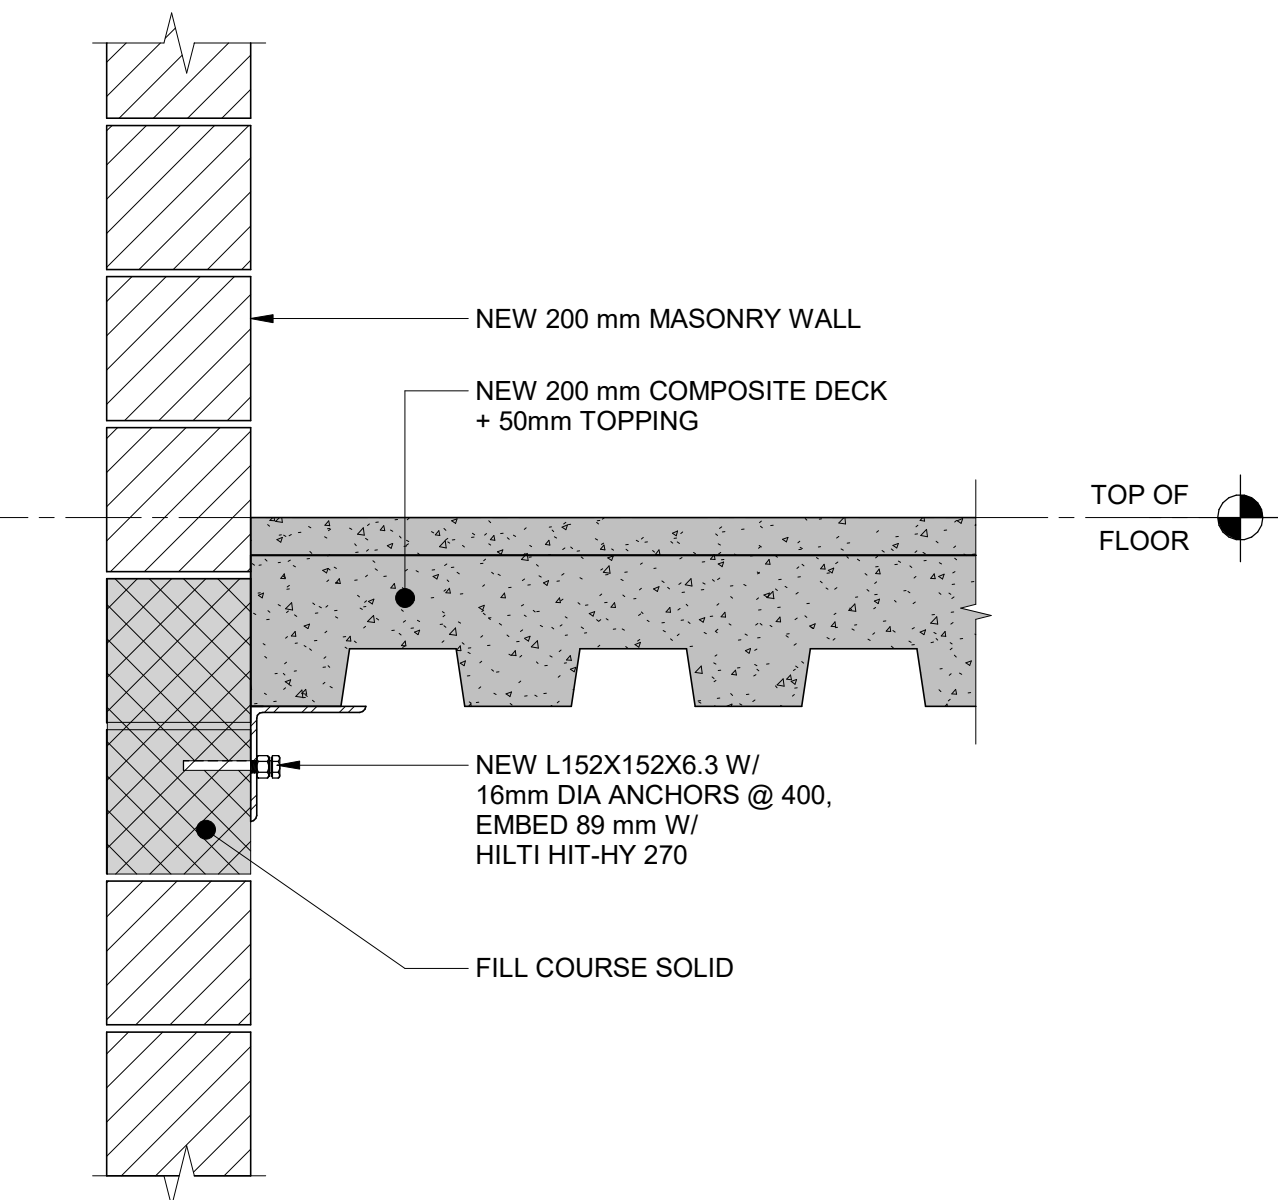 NEW 200 mm MASONRY WALL
NEW 200 mm COMPOSITE DECK
+ 50mm TOPPING
TOP OF
FLOOR
NEW L152X152X6.3 W/
16mm DIA ANCHORS @ 400,
EMBED 89 mm W/
HILTI HIT-HY 270
FILL COURSE SOLID